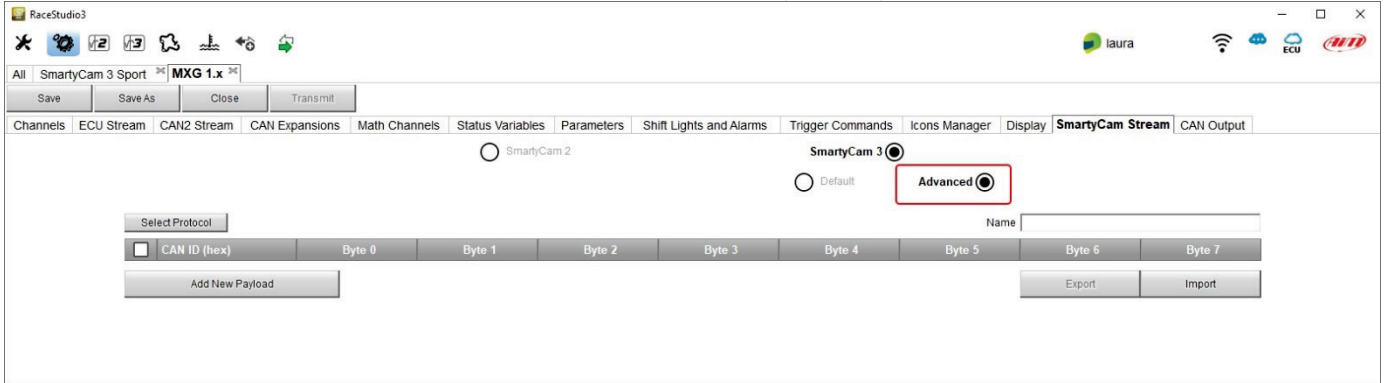 RaceStudio3
2 3 laura ECU AiM
All SmartyCam 3 Sport MXG 1.x
Save Save As Close Transmit
Channels ECU Stream CAN2 Stream CAN Expansions Math Channels Status Variables Parameters Shift Lights and Alarms Trigger Commands Icons Manager Display SmartyCam Stream CAN Output
SmartyCam 2 SmartyCam 3
Default Advanced
Select Protocol Name
CAN ID (hex) Byte 0 Byte 1 Byte 2 Byte 3 Byte 4 Byte 5 Byte 6 Byte 7
Add New Payload Export Import